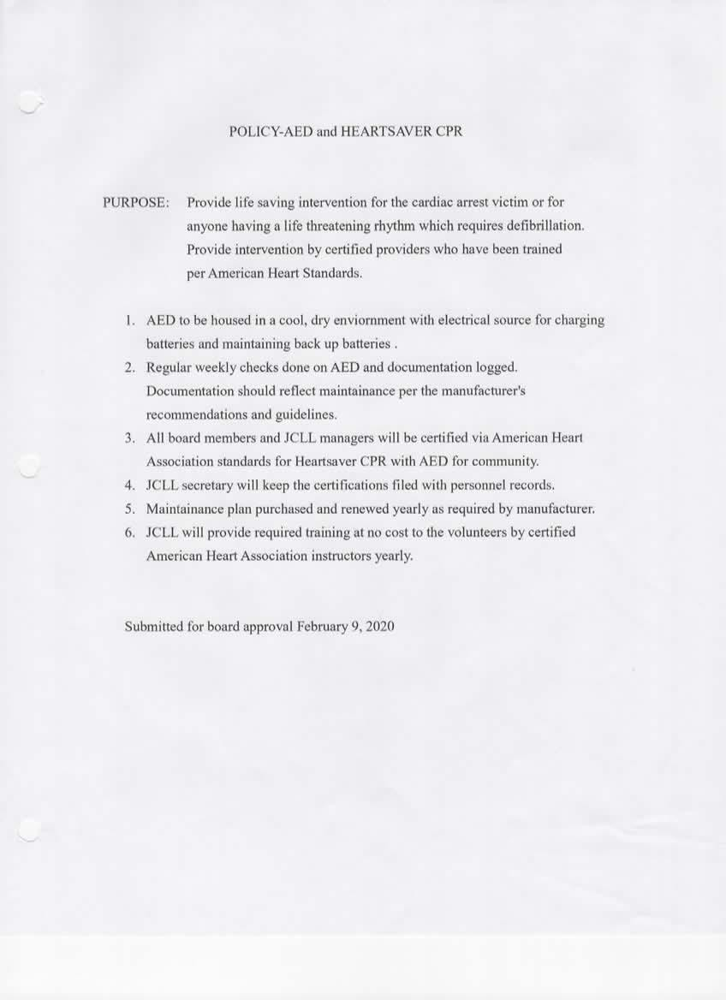 POLICY-AED and HEARTSAVER CPR
PURPOSE: Provide life saving intervention for the cardiac arrest victim or for
anyone having a life threatening rhythm which requires defibrillation.
Provide intervention by certified providers who have been trained
per American Heart Standards.
1. AED to be housed in a cool, dry enviornment with electrical source for charging
batteries and maintaining back up batteries .
2. Regular weekly checks done on AED and documentation logged.
Documentation should reflect maintainance per the manufacturer's
recommendations and guidelines.
3. All board members and JCLL managers will be certified via American Heart
Association standards for Heartsaver CPR with AED for community.
4. JCLL secretary will keep the certifications filed with personnel records.
5. Maintainance plan purchased and renewed yearly as required by manufacturer.
6. JCLL will provide required training at no cost to the volunteers by certified
American Heart Association instructors yearly.
Submitted for board approval February 9, 2020